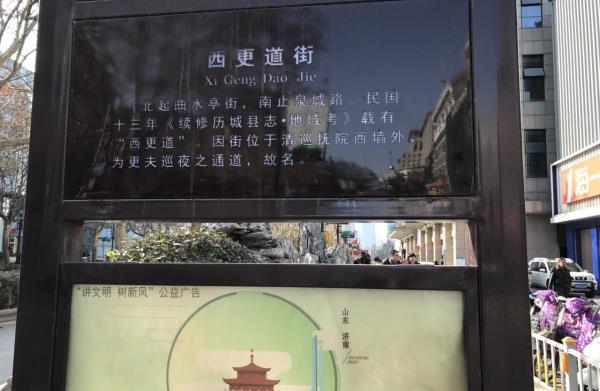 西更道街
Xi Geng Dao Jie
北起曲水亭街，南止泉城路。民国
十三年《续修历城县志·地域考》载有
“西更道”。因街位于清巡抚院西墙外，
为更夫巡夜之通道，故名。
“讲文明 树新风”公益广告
山东 济南